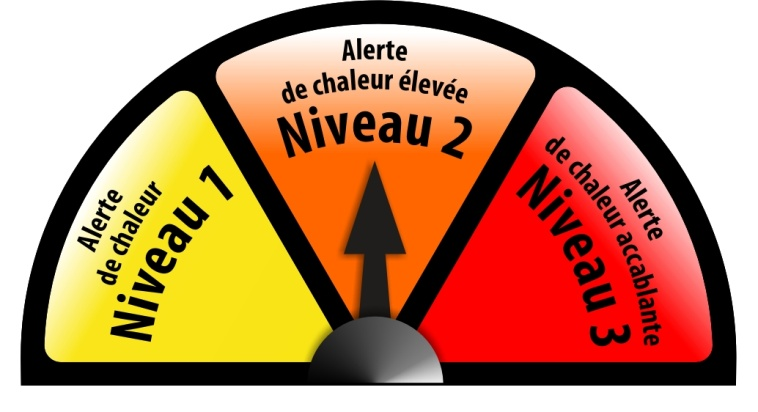 Alerte
de chaleur
Niveau 1
Alerte
de chaleur élevée
Niveau 2
Alerte
de chaleur accablante
Niveau 3